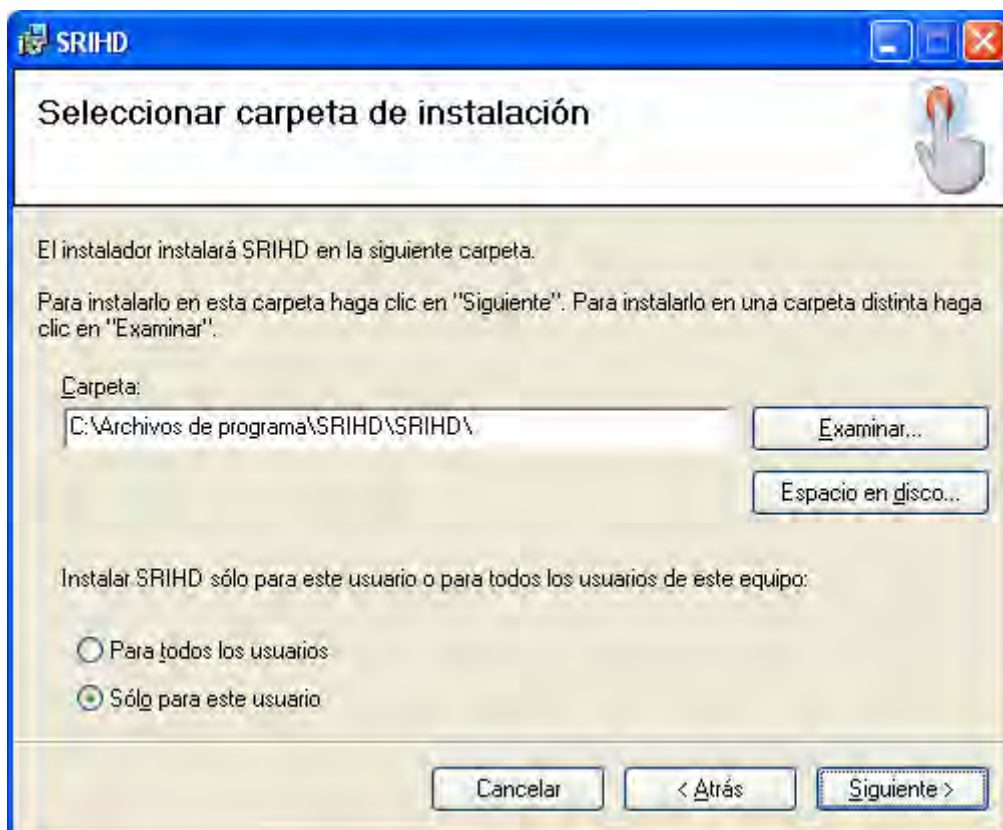 SRIHD
Seleccionar carpeta de instalación
El instalador instalará SRIHD en la siguiente carpeta.
Para instalarlo en esta carpeta haga clic en "Siguiente". Para instalarlo en una carpeta distinta haga
clic en "Examinar".
Carpeta:
C:\Archivos de programa\SRIHD\SRIHD\
Examinar...
Espacio en disco...
Instalar SRIHD sólo para este usuario o para todos los usuarios de este equipo:
Para todos los usuarios
Sólo para este usuario
Cancelar
< Atrás
Siguiente >